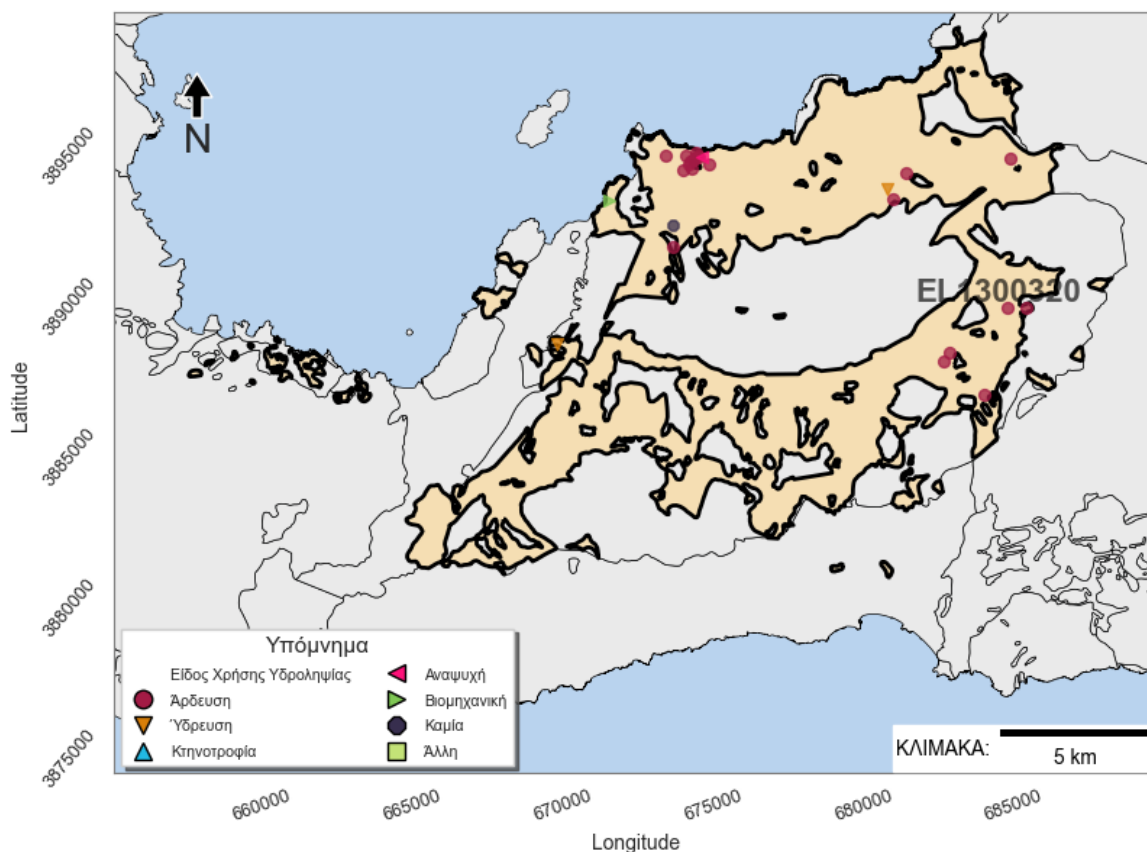 N
3895000
3890000
3885000
3880000
3875000
Latitude
EL1300320
Υπόμνημα
Είδος Χρήσης Υδροληψίας
Άρδευση
Ύδρευση
Κτηνοτροφία
Αναψυχή
Βιομηχανική
Καμία
Άλλη
ΚΛΙΜΑΚΑ:
5 km
660000
665000
670000
675000
680000
685000
Longitude